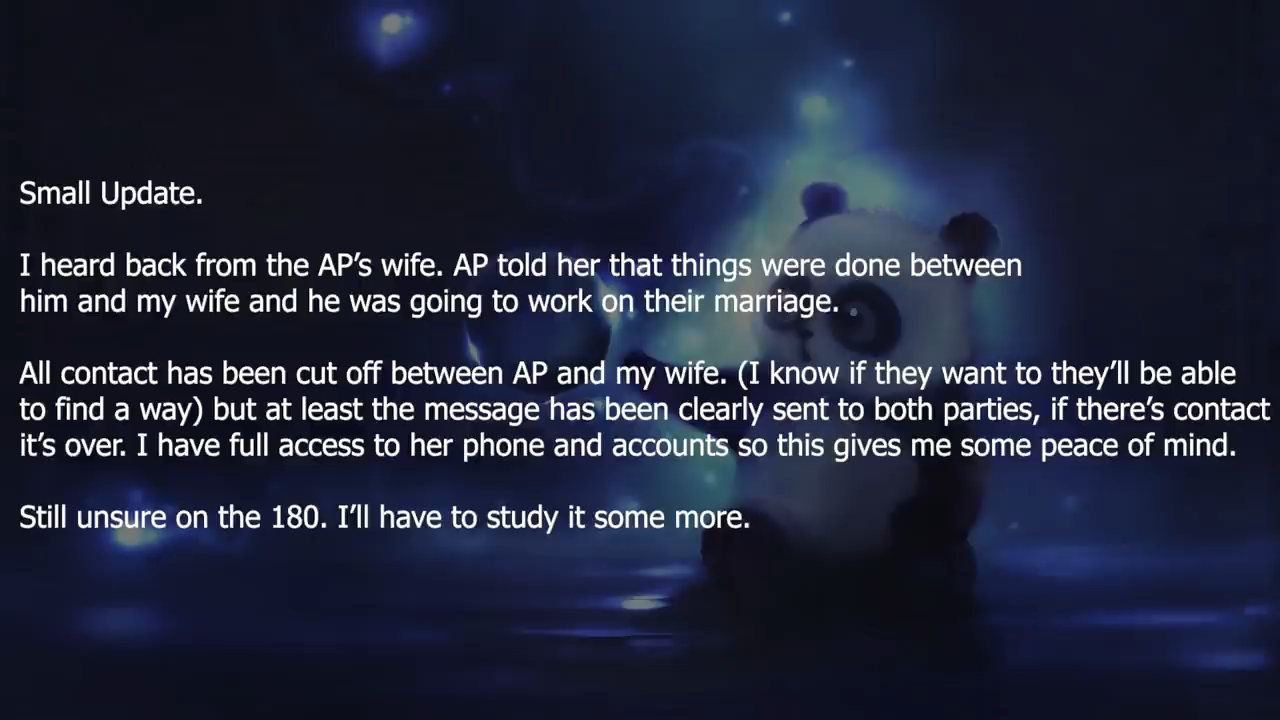 Small Update.
I heard back from the AP’s wife. AP told her that things were done between
him and my wife and he was going to work on their marriage.
All contact has been cut off between AP and my wife. (I know if they want to they’ll be able
to find a way) but at least the message has been clearly sent to both parties, if there’s contact
it’s over. I have full access to her phone and accounts so this gives me some peace of mind.
Still unsure on the 180. I’ll have to study it some more.